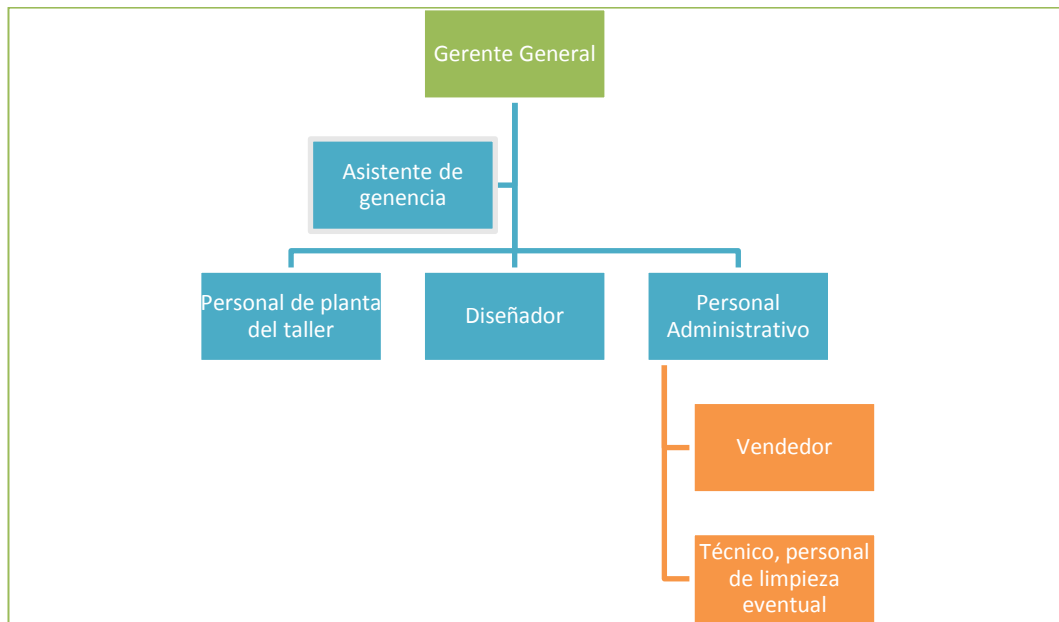 Gerente General
Asistente de
genencia
Personal de planta
del taller
Diseñador
Personal
Administrativo
Vendedor
Técnico, personal
de limpieza
eventual